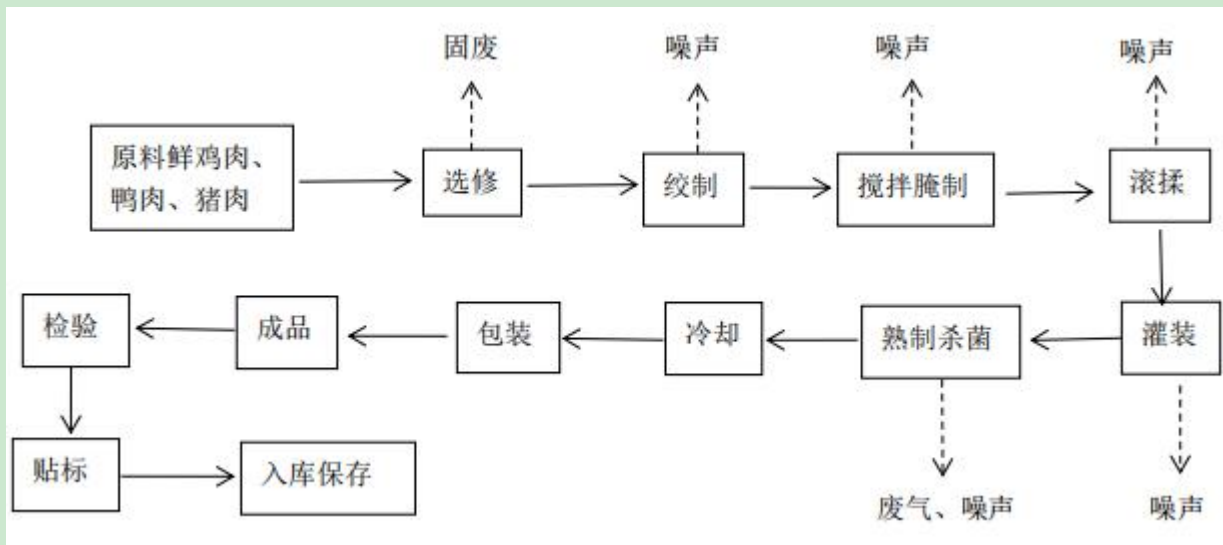 固废
噪声
噪声
噪声
原料鲜鸡肉、
鸭肉、猪肉
选修
绞制
搅拌腌制
滚揉
检验
成品
包装
冷却
熟制杀菌
灌装
贴标
入库保存
废气、噪声
噪声